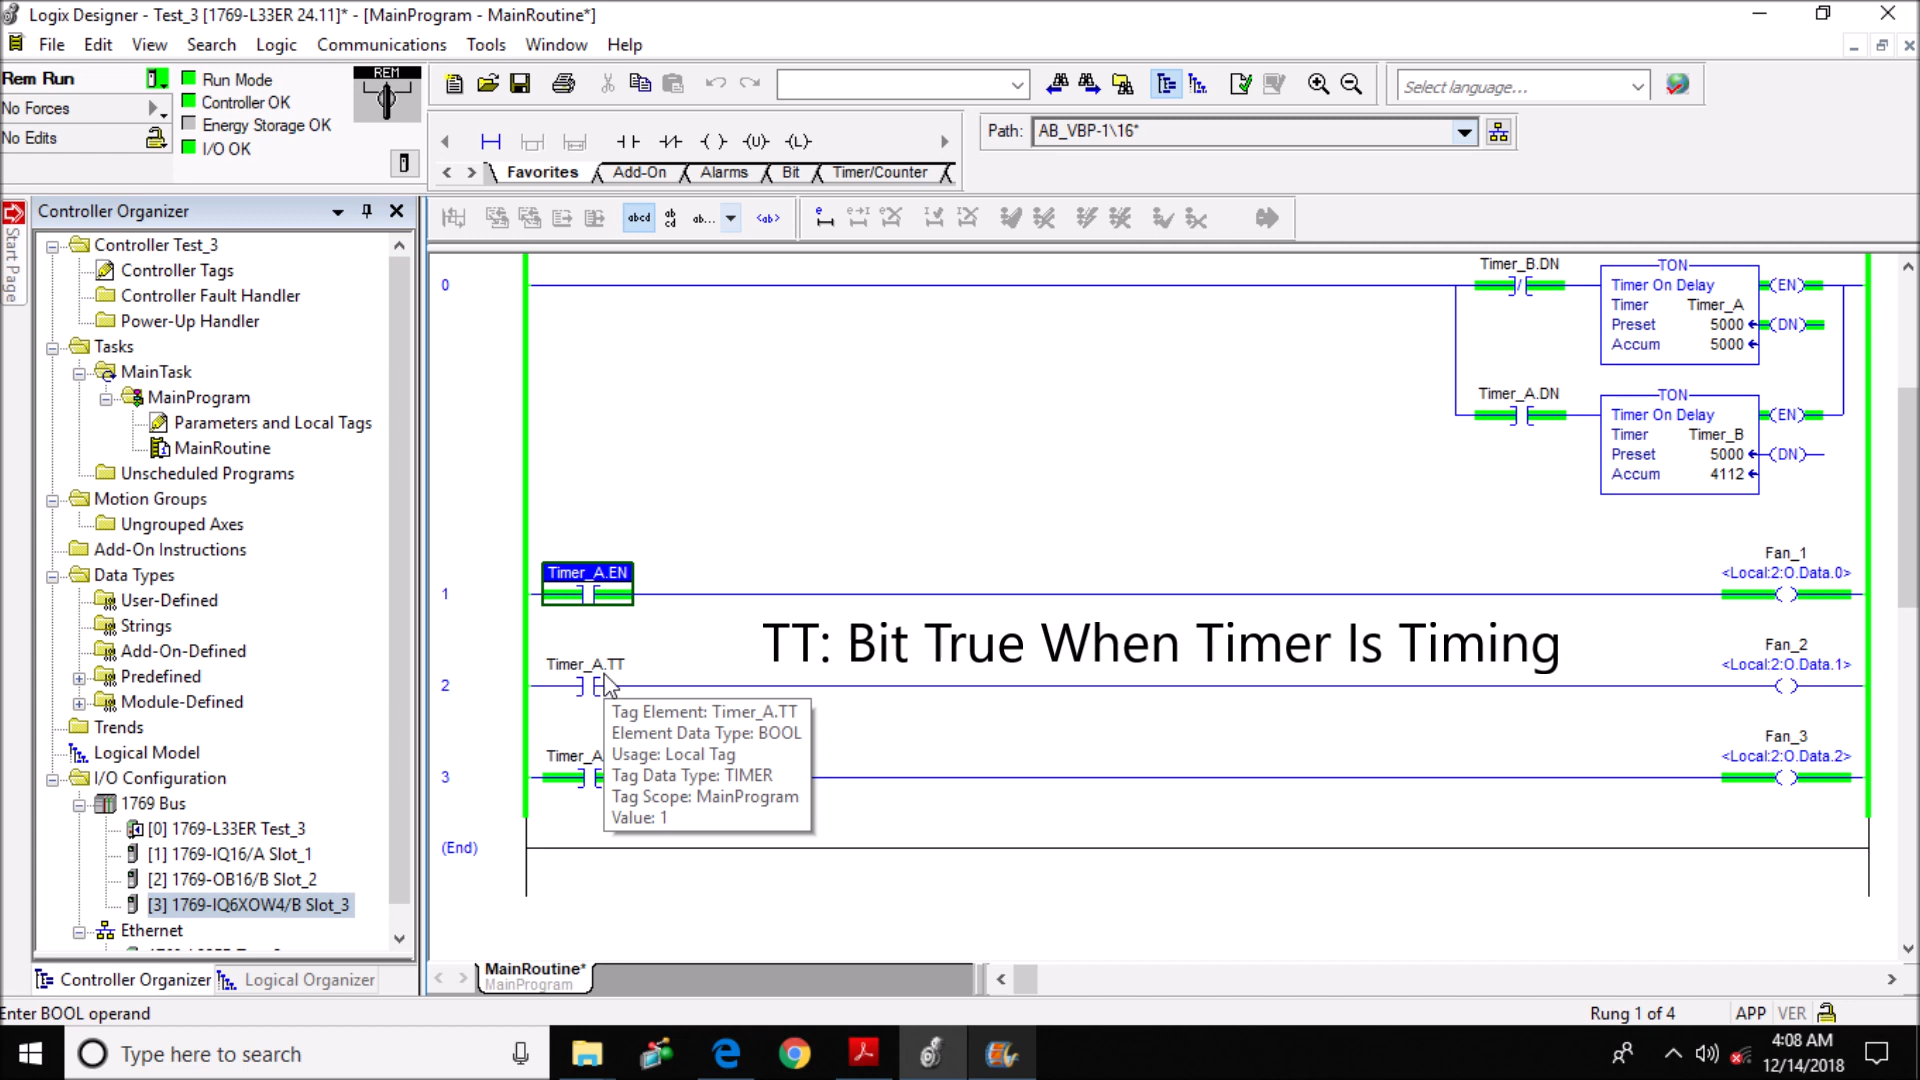 Logix Designer - Test_3 [1769-L33ER 24.11]* - [MainProgram - MainRoutine*]
File Edit View Search Logic Communications Tools Window Help
Rem Run
No Forces
No Edits
Run Mode
Controller OK
Energy Storage OK
I/O OK
REM
Select language...
Path: AB_VBP-1\16*
Favorites Add-On Alarms Bit Timer/Counter
Start Page
Controller Organizer
Controller Test_3
Controller Tags
Controller Fault Handler
Power-Up Handler
Tasks
MainTask
MainProgram
Parameters and Local Tags
MainRoutine
Unscheduled Programs
Motion Groups
Ungrouped Axes
Add-On Instructions
Data Types
User-Defined
Strings
Add-On-Defined
Predefined
Module-Defined
Trends
Logical Model
I/O Configuration
1769 Bus
[0] 1769-L33ER Test_3
[1] 1769-IQ16/A Slot_1
[2] 1769-OB16/B Slot_2
[3] 1769-IQ6XOW4/B Slot_3
Ethernet
Controller Organizer Logical Organizer
abcd
ab cd
ab...
<ab>
0
Timer_B.DN
TON
Timer On Delay
Timer Timer_A
Preset 5000
Accum 5000
(EN)
(DN)
Timer_A.DN
TON
Timer On Delay
Timer Timer_B
Preset 5000
Accum 4112
(EN)
(DN)
1
Timer_A.EN
Fan_1
<Local:2:O.Data.0>
TT: Bit True When Timer Is Timing
2
Timer_A.TT
Fan_2
<Local:2:O.Data.1>
Tag Element: Timer_A.TT
Element Data Type: BOOL
Usage: Local Tag
Tag Data Type: TIMER
Tag Scope: MainProgram
Value: 1
3
Timer_A
Fan_3
<Local:2:O.Data.2>
(End)
MainRoutine*
MainProgram
Enter BOOL operand
Rung 1 of 4 APP VER
Type here to search
4:08 AM
12/14/2018